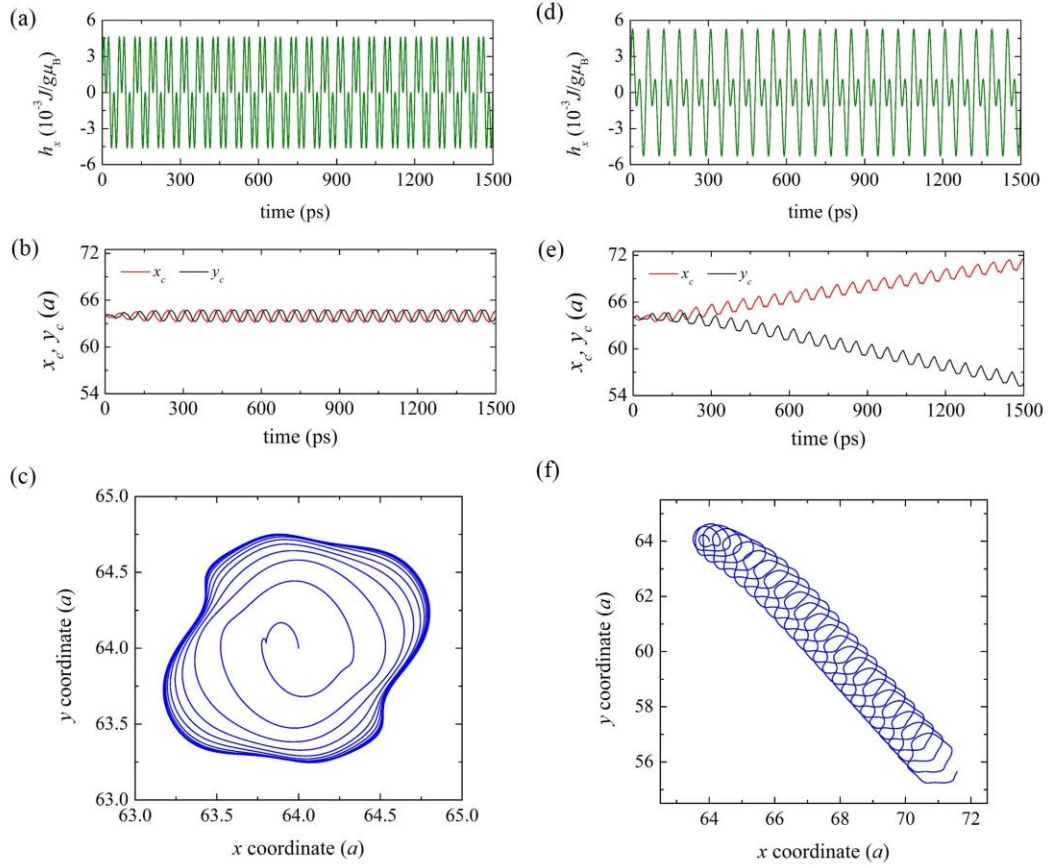 (a)
6
3
0
-3
-6
hₓ (10⁻³J/gμ_B)
0 300 600 900 1200 1500
time (ps)
(d)
6
3
0
-3
-6
hₓ (10⁻³J/gμ_B)
0 300 600 900 1200 1500
time (ps)
(b)
72
66
60
54
x_c, y_c (a)
x_c y_c
0 300 600 900 1200 1500
time (ps)
(e)
72
66
60
54
x_c, y_c (a)
x_c y_c
0 300 600 900 1200 1500
time (ps)
(c)
65.0
64.5
64.0
63.5
63.0
y coordinate (a)
63.0 63.5 64.0 64.5 65.0
x coordinate (a)
(f)
64
62
60
58
56
y coordinate (a)
64 66 68 70 72
x coordinate (a)